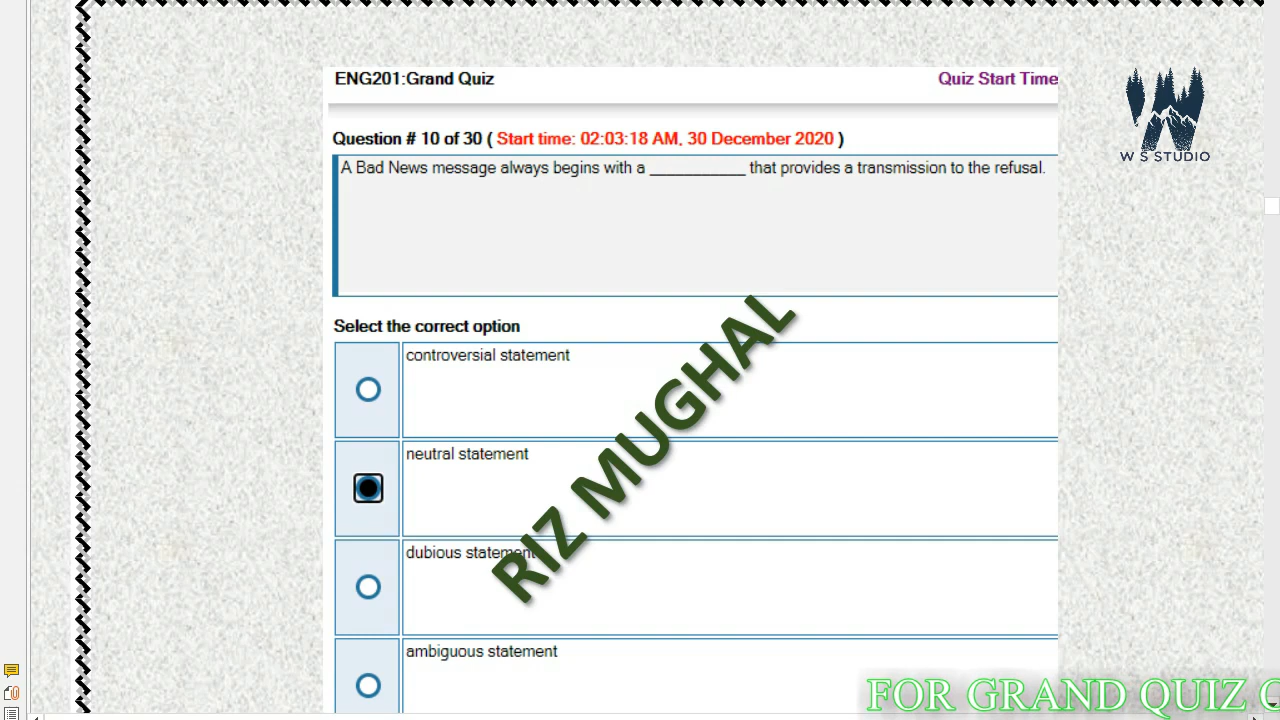 ENG201:Grand Quiz
Quiz Start Time
W S STUDIO
Question # 10 of 30 ( Start time: 02:03:18 AM, 30 December 2020 )
A Bad News message always begins with a ___________ that provides a transmission to the refusal.
Select the correct option
controversial statement
neutral statement
dubious statement
ambiguous statement
RIZ MUGHAL
FOR GRAND QUIZ